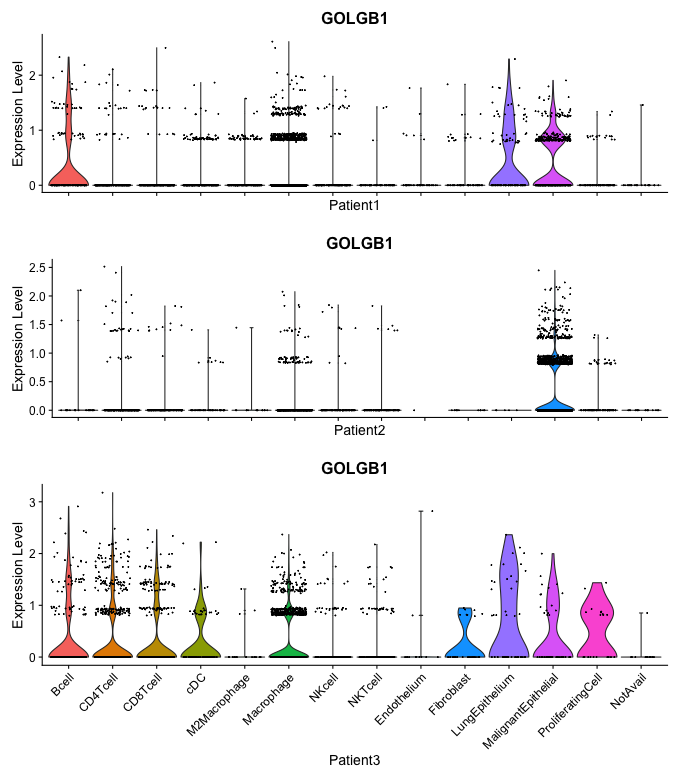 GOLGB1
Expression Level
2
1
0
Patient1
GOLGB1
Expression Level
2.5
2.0
1.5
1.0
0.5
0.0
Patient2
GOLGB1
Expression Level
3
2
1
0
Bcell
CD4Tcell
CD8Tcell
cDC
M2Macrophage
Macrophage
NKcell
NKTcell
Endothelium
Fibroblast
LungEpithelium
MalignantEpithelial
ProliferatingCell
NotAvail
Patient3